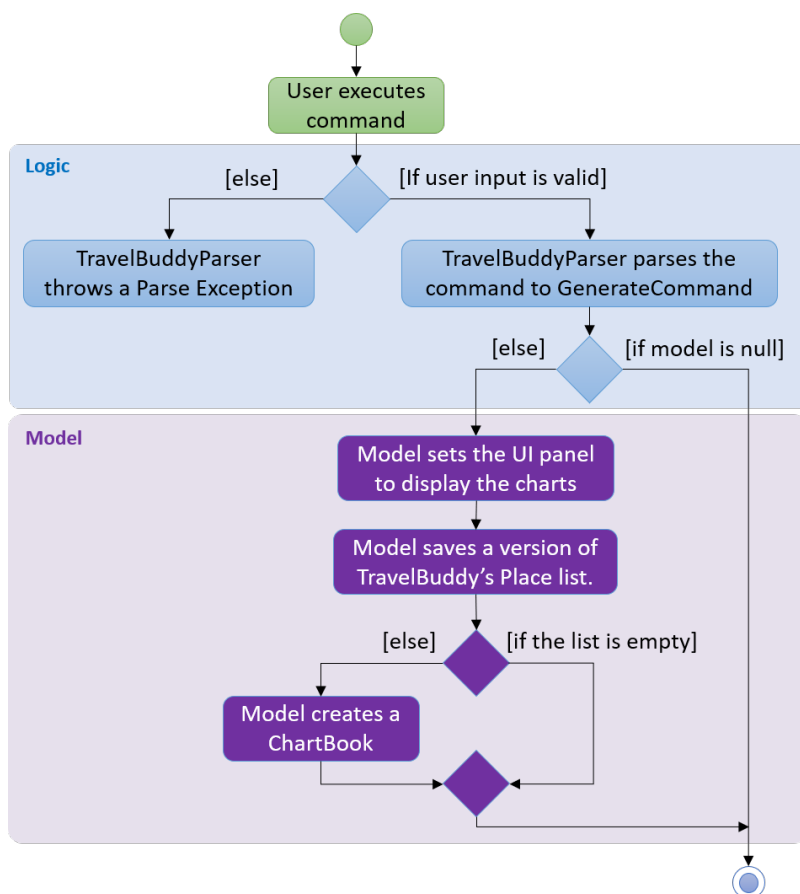 User executes
command
Logic
[else]
[If user input is valid]
TravelBuddyParser
throws a Parse Exception
TravelBuddyParser parses the
command to GenerateCommand
[else]
[if model is null]
Model
Model sets the UI panel
to display the charts
Model saves a version of
TravelBuddy’s Place list.
[else]
[if the list is empty]
Model creates a
ChartBook